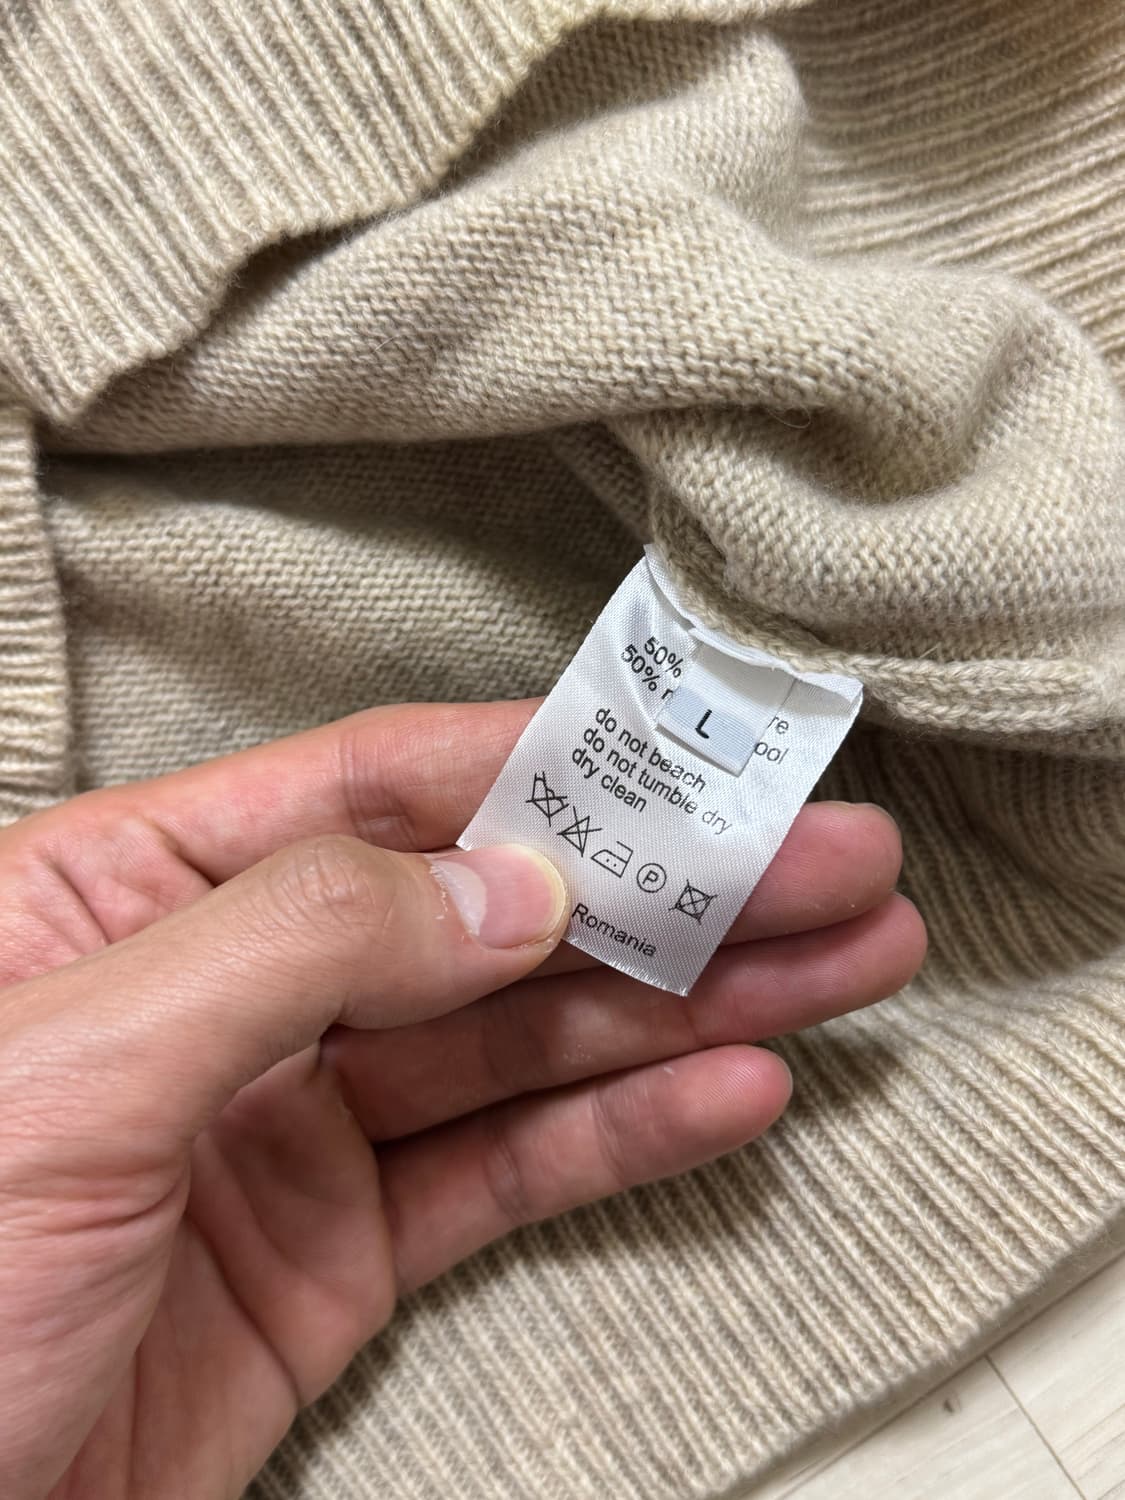 50%
50%
re
ool
L
do not beach
do not tumble dry
dry clean
P
Romania